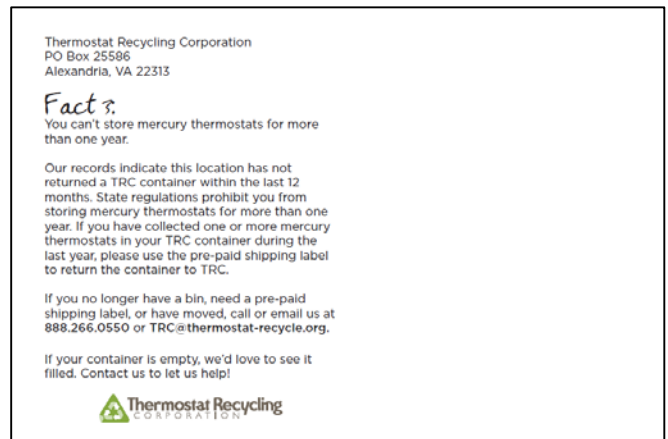 Thermostat Recycling Corporation
PO Box 25586
Alexandria, VA 22313
Fact 3:
You can't store mercury thermostats for more
than one year.
Our records indicate this location has not
returned a TRC container within the last 12
months. State regulations prohibit you from
storing mercury thermostats for more than one
year. If you have collected one or more mercury
thermostats in your TRC container during the
last year, please use the pre-paid shipping label
to return the container to TRC.
If you no longer have a bin, need a pre-paid
shipping label, or have moved, call or email us at
888.266.0550 or TRC@thermostat-recycle.org.
If your container is empty, we'd love to see it
filled. Contact us to let us help!
Thermostat Recycling
CORPORATION